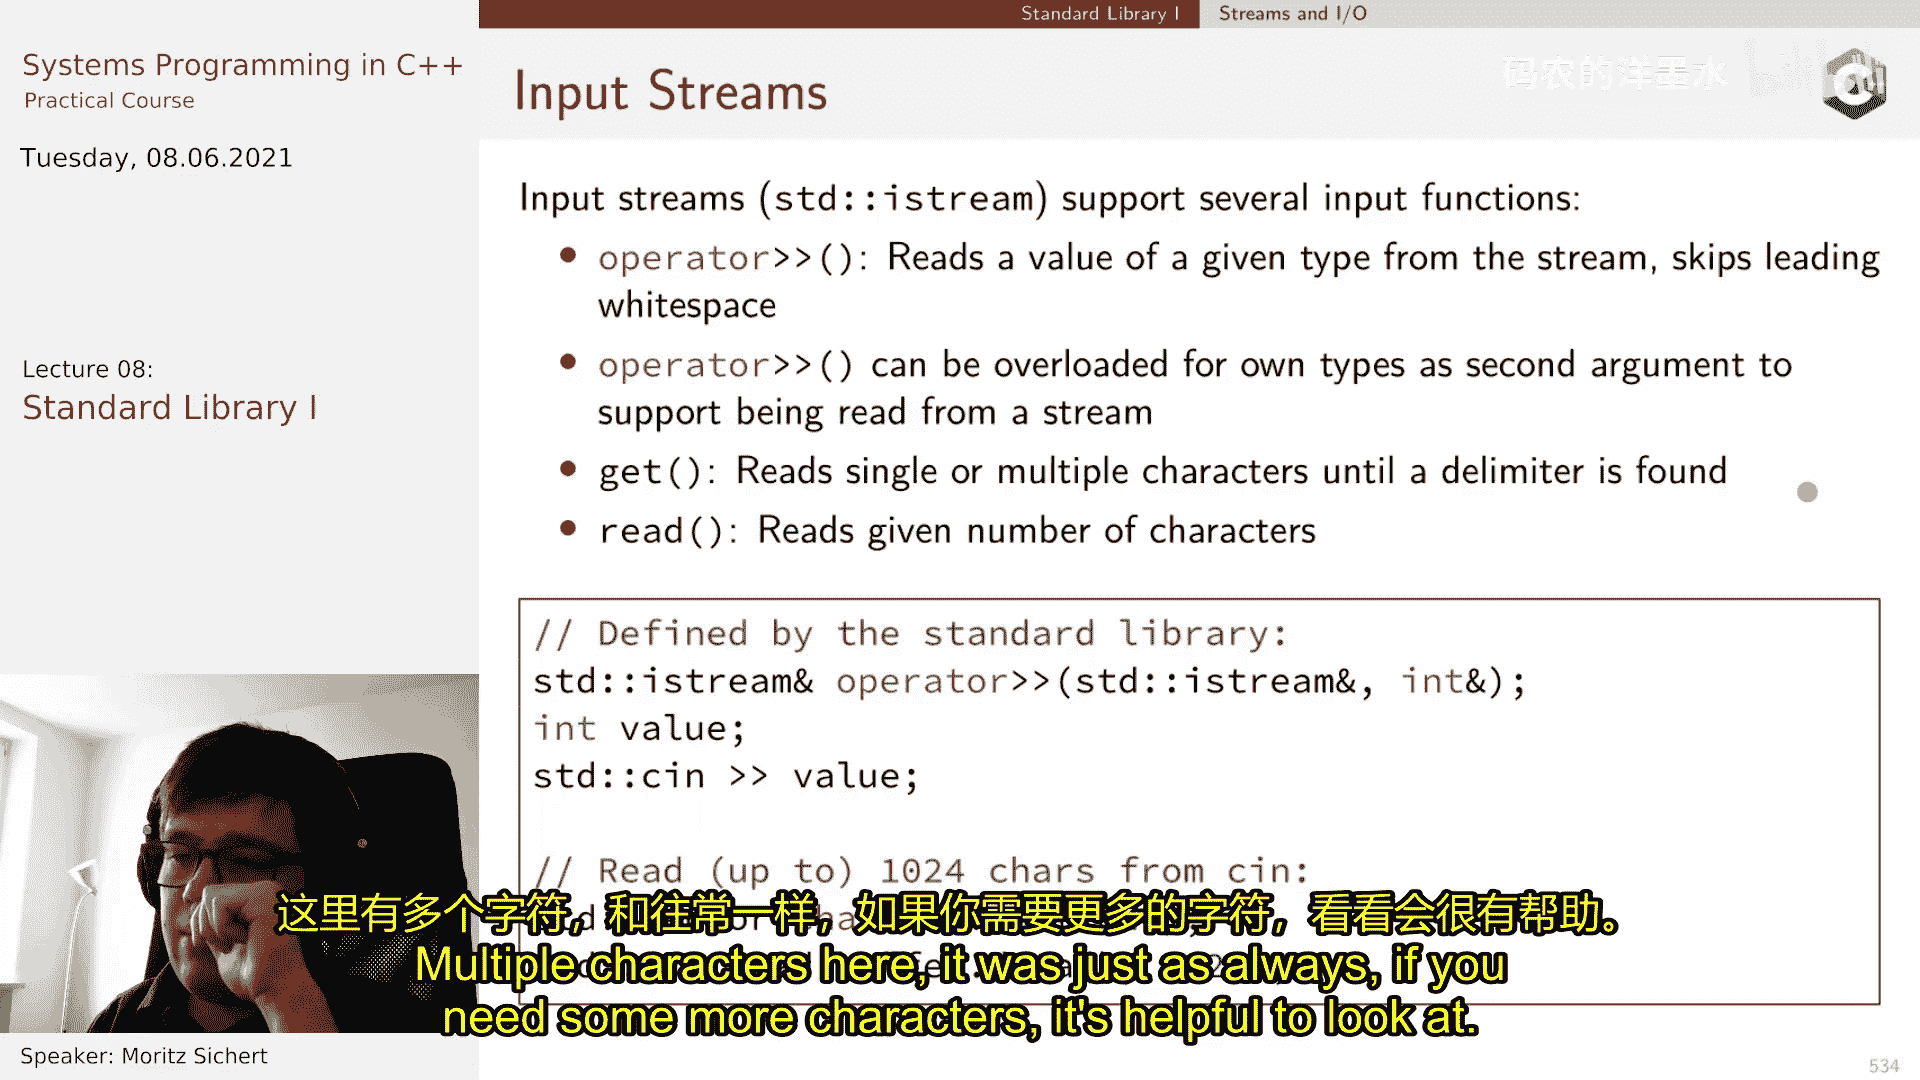 Standard Library I
Streams and I/O
Systems Programming in C++
Practical Course
Tuesday, 08.06.2021
Lecture 08:
Standard Library I
Input Streams
码农的洋墨水
Input streams (std::istream) support several input functions:
• operator>>(): Reads a value of a given type from the stream, skips leading
whitespace
• operator>>() can be overloaded for own types as second argument to
support being read from a stream
• get(): Reads single or multiple characters until a delimiter is found
• read(): Reads given number of characters
// Defined by the standard library:
std::istream& operator>>(std::istream&, int&);
int value;
std::cin >> value;
// Read (up to) 1024 chars from cin:
这里有多个字符，和往常一样，如果你需要更多的字符，看看会很有帮助。
Multiple characters here, it was just as always, if you
need some more characters, it's helpful to look at.
Speaker: Moritz Sichert
534